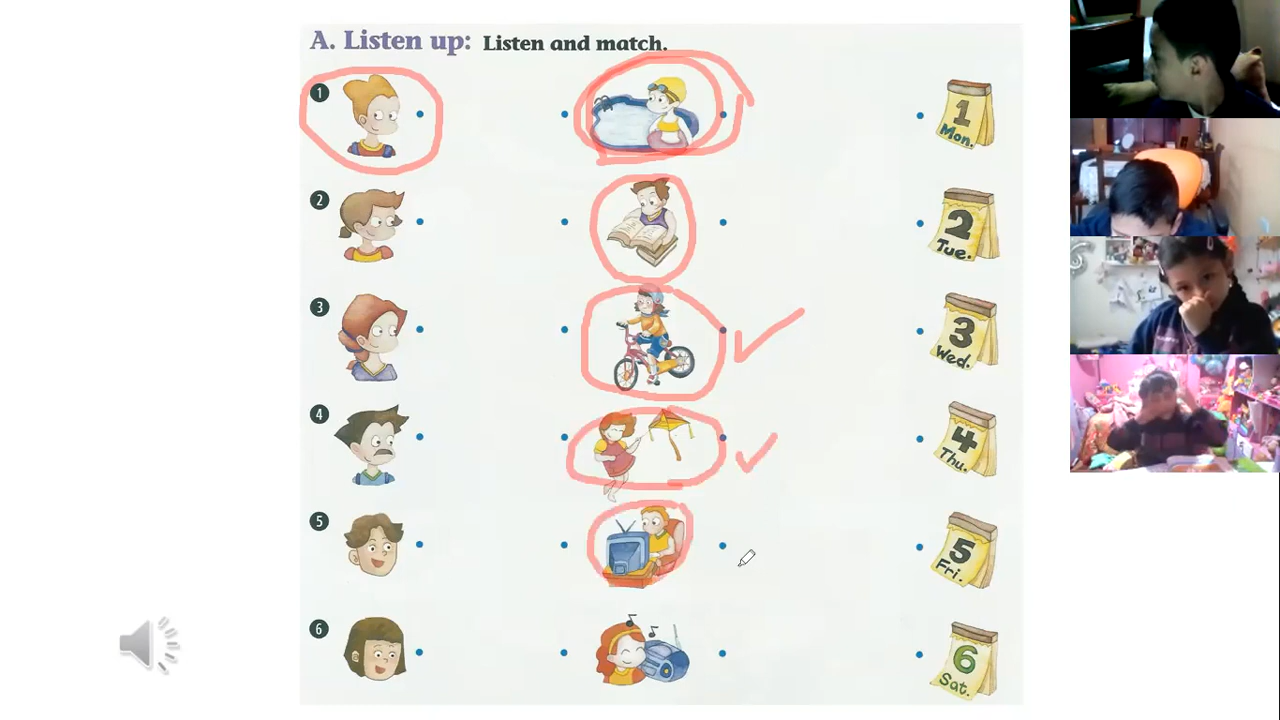 A. Listen up: Listen and match.
1
1
Mon.
2
2
Tue.
3
3
Wed.
4
4
Thu.
5
5
Fri.
6
6
Sat.